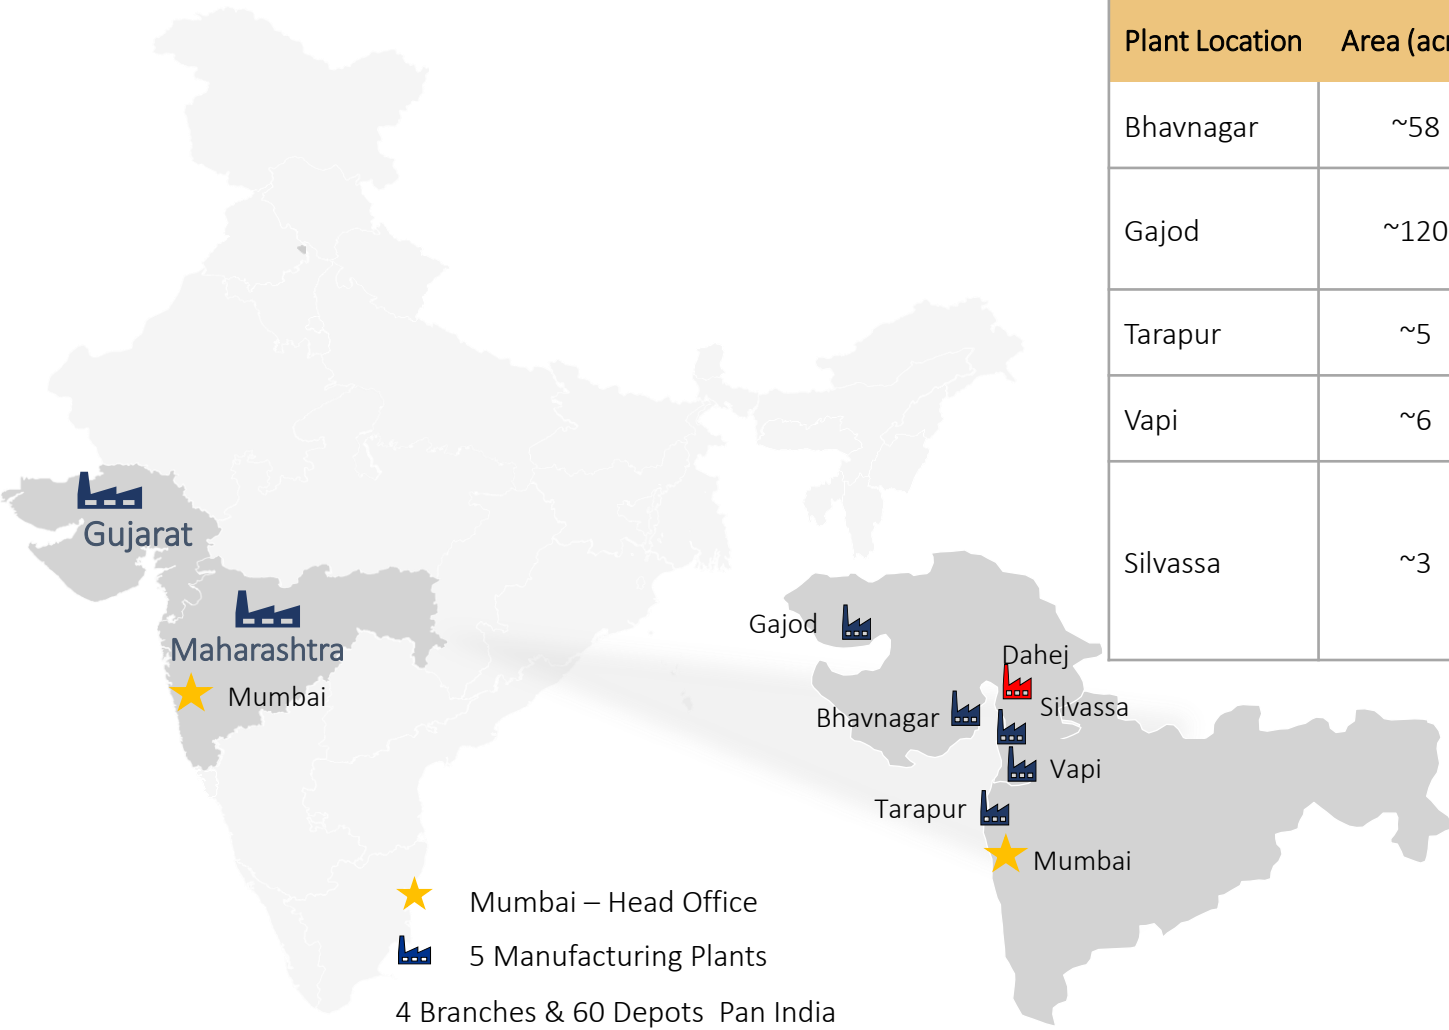 Plant Location Area (acr
Bhavnagar ~58
Gajod ~120
Tarapur ~5
Vapi ~6
Silvassa ~3
Gujarat
Maharashtra
Mumbai
Gajod
Dahej
Silvassa
Bhavnagar
Vapi
Tarapur
Mumbai
Mumbai – Head Office
5 Manufacturing Plants
4 Branches & 60 Depots Pan India